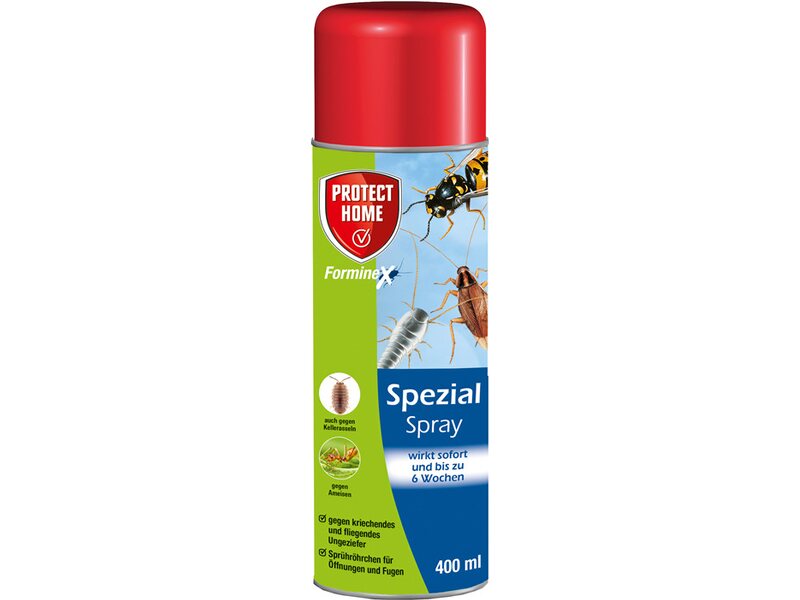 PROTECT
HOME
FormineX
Spezial
Spray
wirkt sofort
und bis zu
6 Wochen
auch gegen
Kellerasseln
gegen
Ameisen
gegen kriechendes
und fliegendes
Ungeziefer
Sprühröhrchen für
Öffnungen und Fugen
400 ml